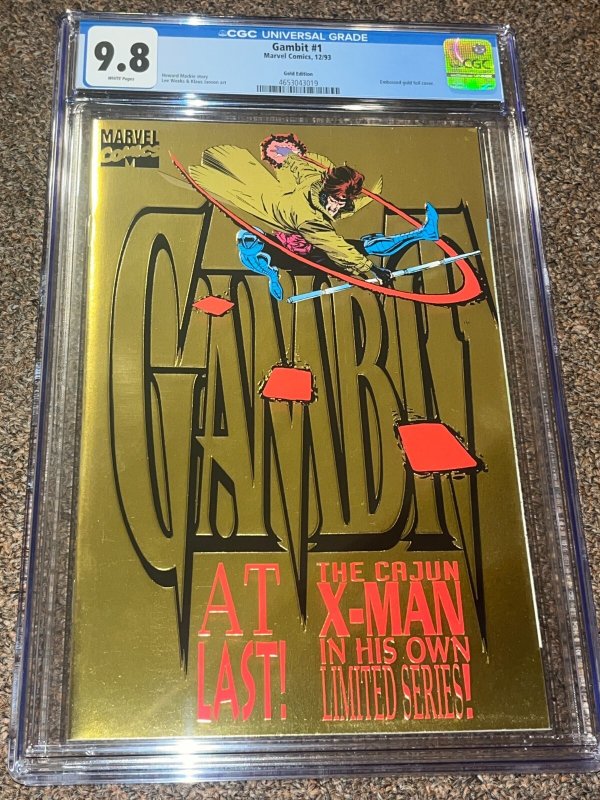 CGC UNIVERSAL GRADE
9.8
WHITE Pages
Gambit #1
Marvel Comics, 12/93
Gold Edition
Howard Mackie story
Lee Weeks & Klaus Janson art
4653043019
Embossed gold foil cover.
CGC
MARVEL
COMICS
GAMBIT
AT
LAST!
THE CAJUN
X-MAN
IN HIS OWN
LIMITED SERIES!